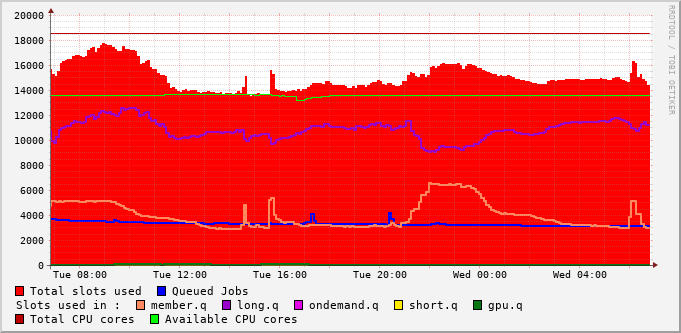 20000
18000
16000
14000
12000
10000
8000
6000
4000
2000
0
Tue 08:00 Tue 12:00 Tue 16:00 Tue 20:00 Wed 00:00 Wed 04:00
RRDTOOL / TOBI OETIKER
Total slots used Queued Jobs
Slots used in : member.q long.q ondemand.q short.q gpu.q
Total CPU cores Available CPU cores